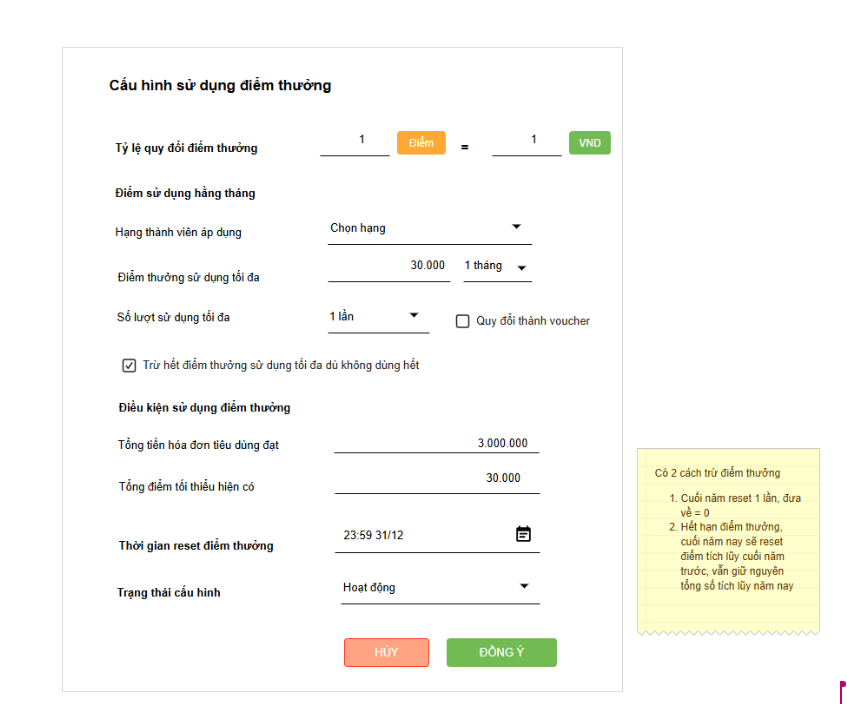 Cấu hình sử dụng điểm thưởng
Tỷ lệ quy đổi điểm thưởng 1 Điểm = 1 VND
Điểm sử dụng hằng tháng
Hạng thành viên áp dụng Chọn hạng
Điểm thưởng sử dụng tối đa 30.000 1 tháng
Số lượt sử dụng tối đa 1 lần Quy đổi thành voucher
Trừ hết điểm thưởng sử dụng tối đa dù không dùng hết
Điều kiện sử dụng điểm thưởng
Tổng tiền hóa đơn tiêu dùng đạt 3.000.000
Tổng điểm tối thiểu hiện có 30.000
Thời gian reset điểm thưởng 23:59 31/12
Trạng thái cấu hình Hoạt động
HỦY ĐỒNG Ý
Có 2 cách trừ điểm thưởng
1. Cuối năm reset 1 lần, đưa
về = 0
2. Hết hạn điểm thưởng,
cuối năm nay sẽ reset
điểm tích lũy cuối năm
trước, vẫn giữ nguyên
tổng số tích lũy năm nay